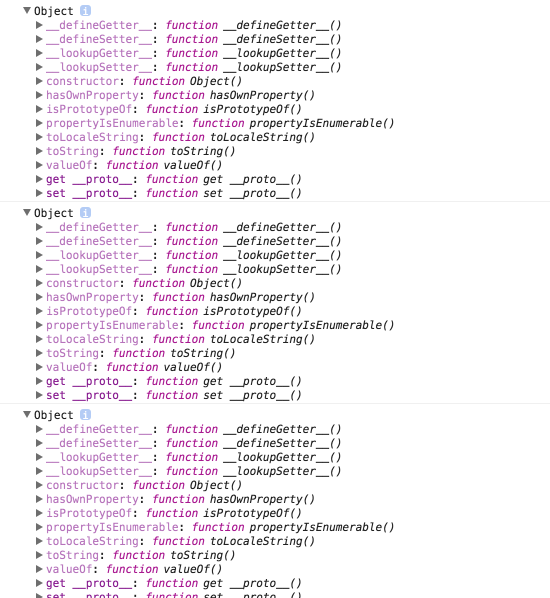 Object i
__defineGetter__: function __defineGetter__()
__defineSetter__: function __defineSetter__()
__lookupGetter__: function __lookupGetter__()
__lookupSetter__: function __lookupSetter__()
constructor: function Object()
hasOwnProperty: function hasOwnProperty()
isPrototypeOf: function isPrototypeOf()
propertyIsEnumerable: function propertyIsEnumerable()
toLocaleString: function toLocaleString()
toString: function toString()
valueOf: function valueOf()
get __proto__: function get __proto__()
set __proto__: function set __proto__()
Object i
__defineGetter__: function __defineGetter__()
__defineSetter__: function __defineSetter__()
__lookupGetter__: function __lookupGetter__()
__lookupSetter__: function __lookupSetter__()
constructor: function Object()
hasOwnProperty: function hasOwnProperty()
isPrototypeOf: function isPrototypeOf()
propertyIsEnumerable: function propertyIsEnumerable()
toLocaleString: function toLocaleString()
toString: function toString()
valueOf: function valueOf()
get __proto__: function get __proto__()
set __proto__: function set __proto__()
Object i
__defineGetter__: function __defineGetter__()
__defineSetter__: function __defineSetter__()
__lookupGetter__: function __lookupGetter__()
__lookupSetter__: function __lookupSetter__()
constructor: function Object()
hasOwnProperty: function hasOwnProperty()
isPrototypeOf: function isPrototypeOf()
propertyIsEnumerable: function propertyIsEnumerable()
toLocaleString: function toLocaleString()
toString: function toString()
valueOf: function valueOf()
get __proto__: function get __proto__()
set __proto__: function set __proto__()